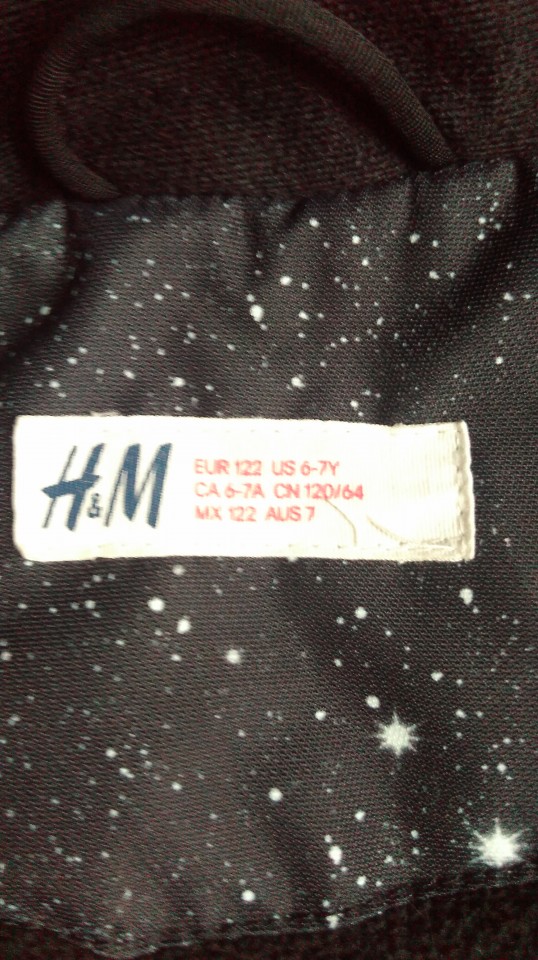 H&M
EUR 122 US 6-7Y
CA 6-7A CN 120/64
MX 122 AUS 7